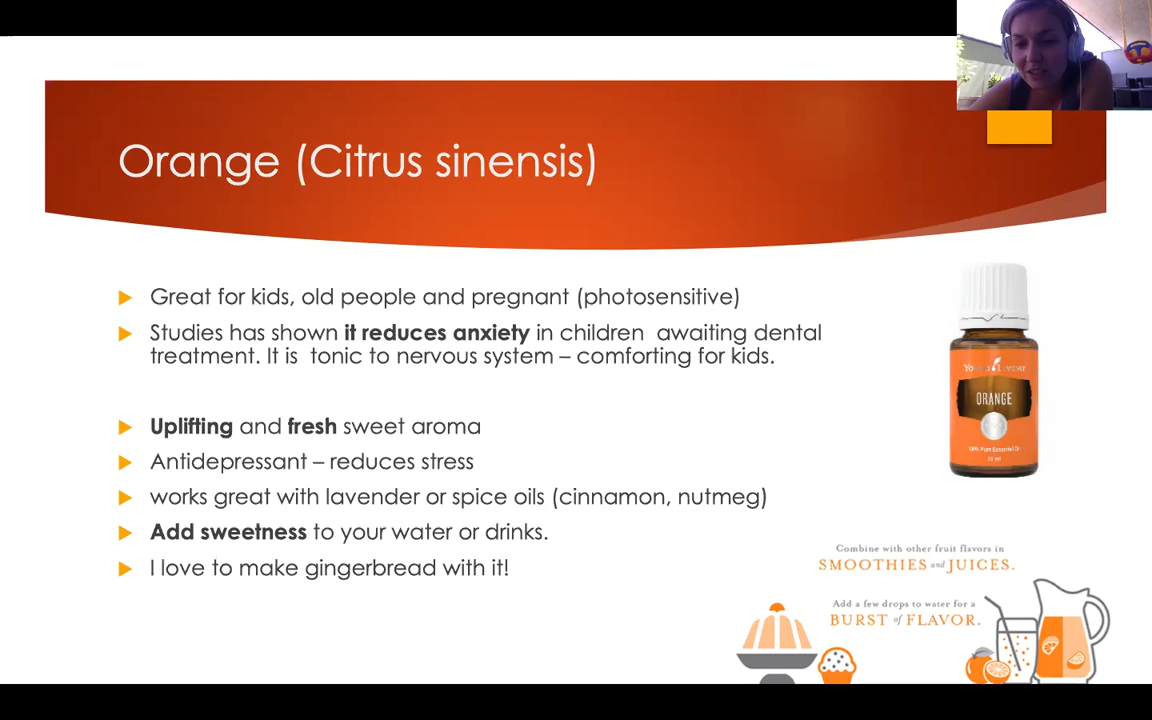 Orange (Citrus sinensis)
Great for kids, old people and pregnant (photosensitive)
Studies has shown it reduces anxiety in children awaiting dental
treatment. It is tonic to nervous system – comforting for kids.
Uplifting and fresh sweet aroma
Antidepressant – reduces stress
works great with lavender or spice oils (cinnamon, nutmeg)
Add sweetness to your water or drinks.
I love to make gingerbread with it!
ORANGE
100% Pure Essential Oil
Combine with other fruit flavors in
SMOOTHIES and JUICES.
Add a few drops to water for a
BURST of FLAVOR.